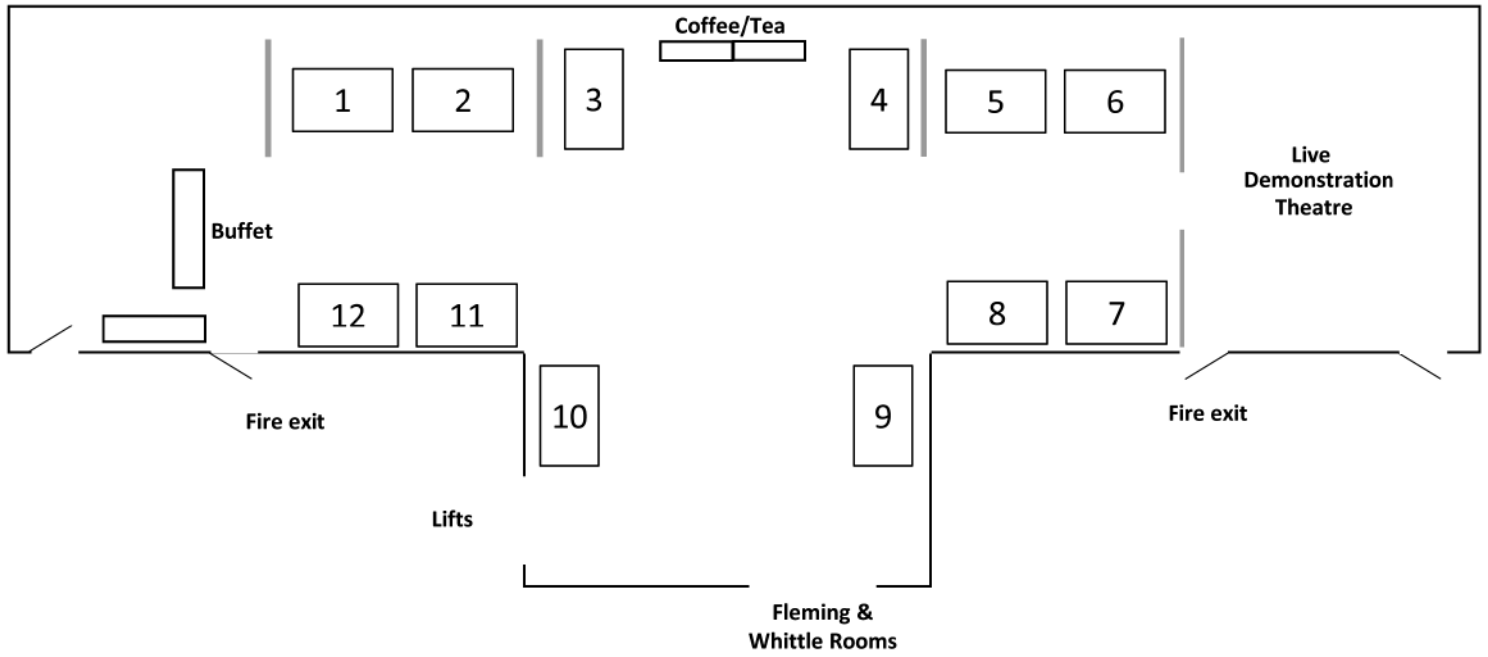 Coffee/Tea
1
2
3
4
5
6
Live
Demonstration
Theatre
Buffet
12
11
8
7
10
9
Fire exit
Fire exit
Lifts
Fleming &
Whittle Rooms